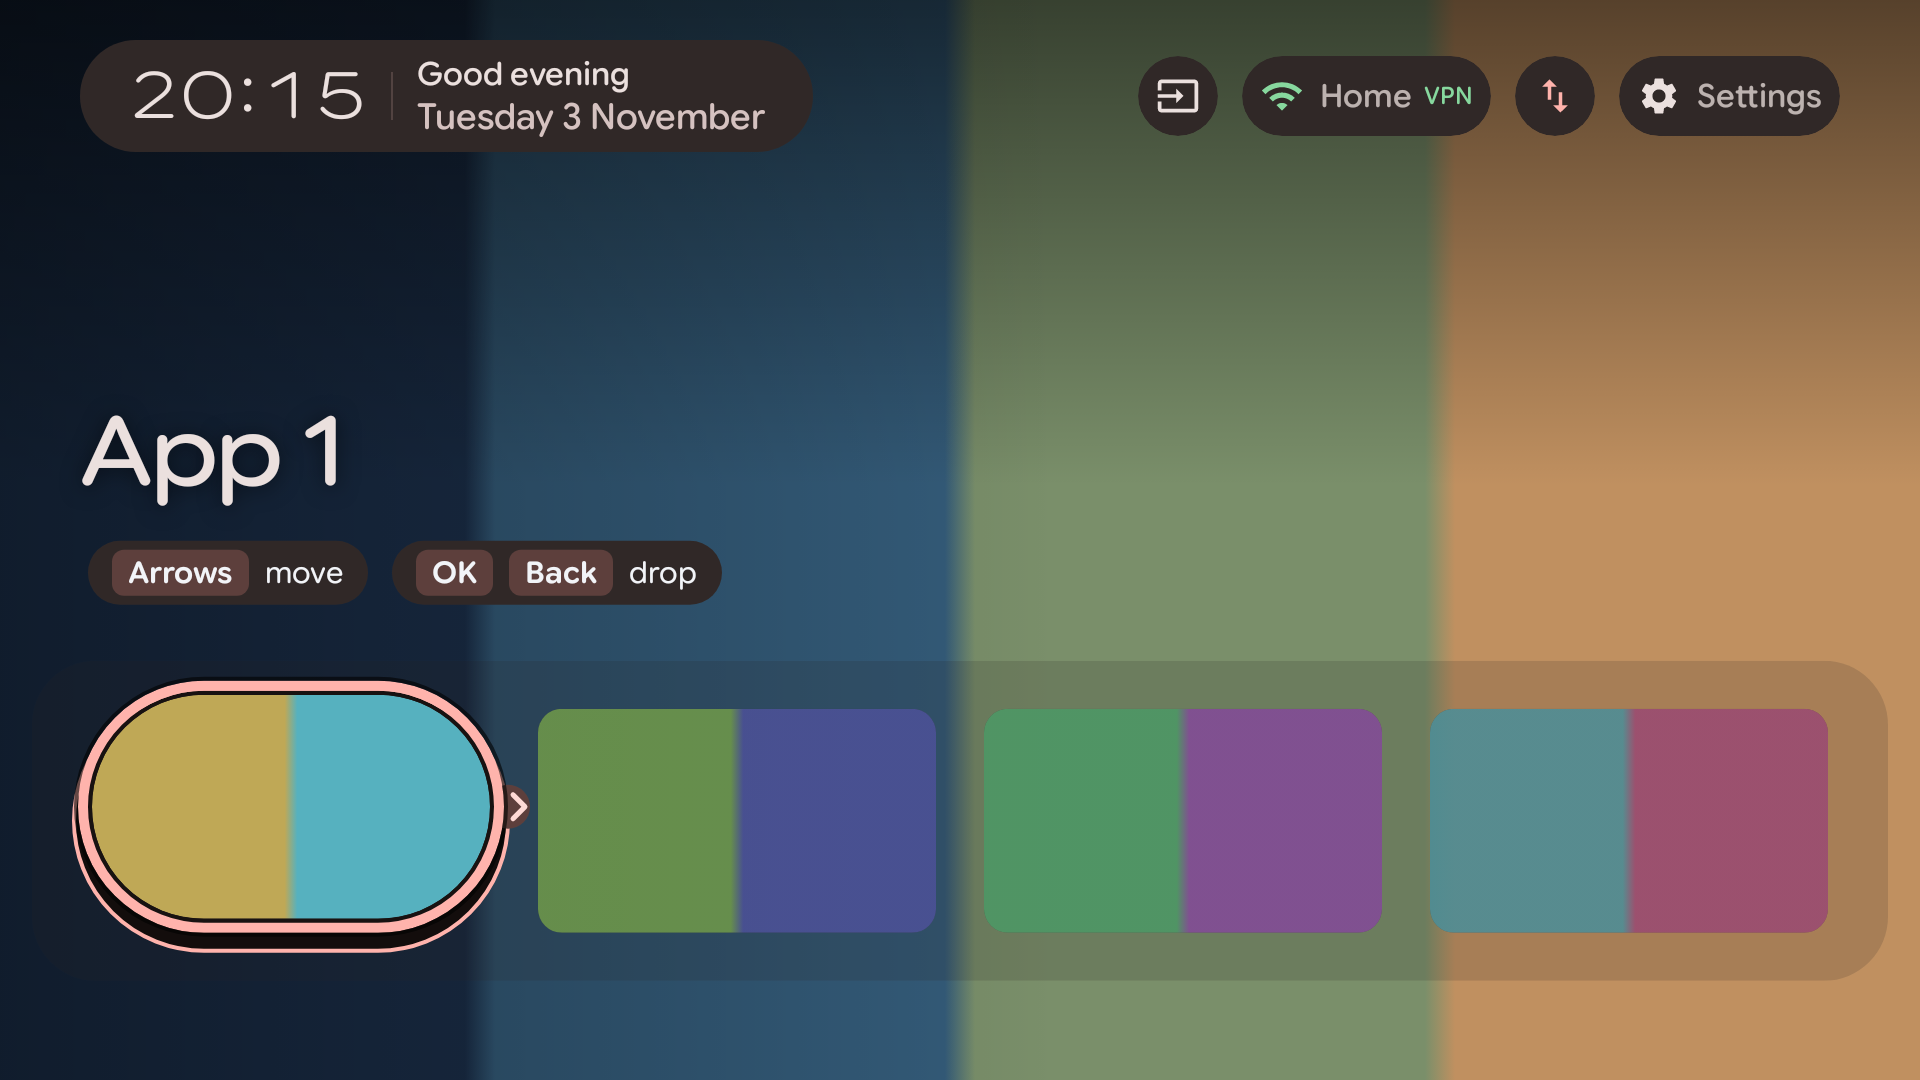 20:15
Good evening
Tuesday 3 November
Home VPN
Settings
App 1
Arrows move
OK Back drop